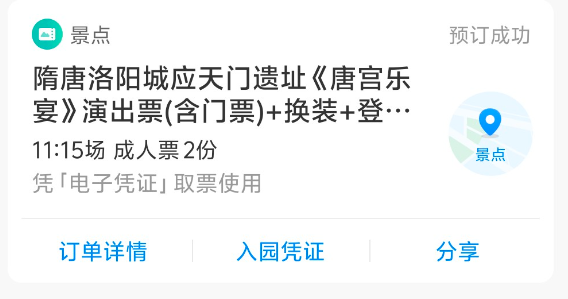 景点
预订成功
隋唐洛阳城应天门遗址《唐宫乐
宴》演出票(含门票)+换装+登…
11:15场 成人票2份
凭「电子凭证」取票使用
景点
订单详情
入园凭证
分享